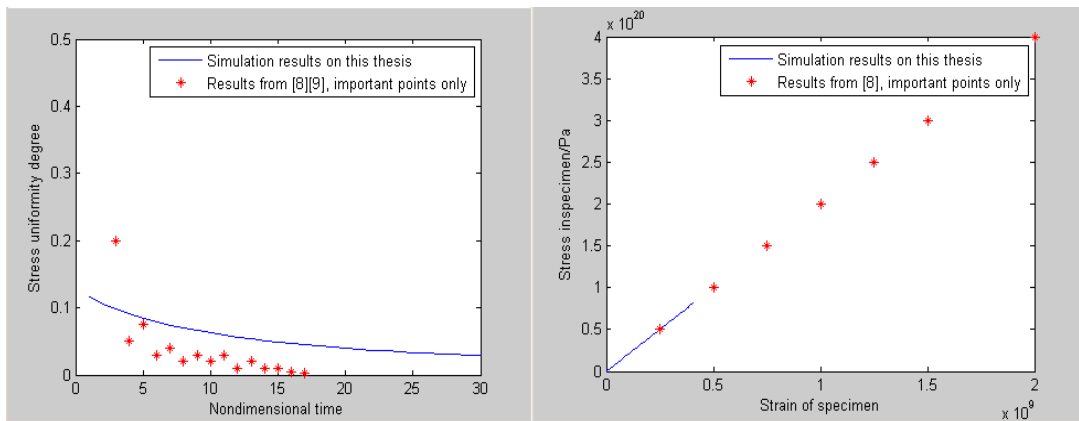 0.5
0.4
0.3
0.2
0.1
0
Stress uniformity degree
Simulation results on this thesis
Results from [8][9], important points only
0 5 10 15 20 25 30
Nondimensional time
x 10^20
4
3.5
3
2.5
2
1.5
1
0.5
0
Stress inspecimen/Pa
Simulation results on this thesis
Results from [8], important points only
0 0.5 1 1.5 2
Strain of specimen
x 10^9